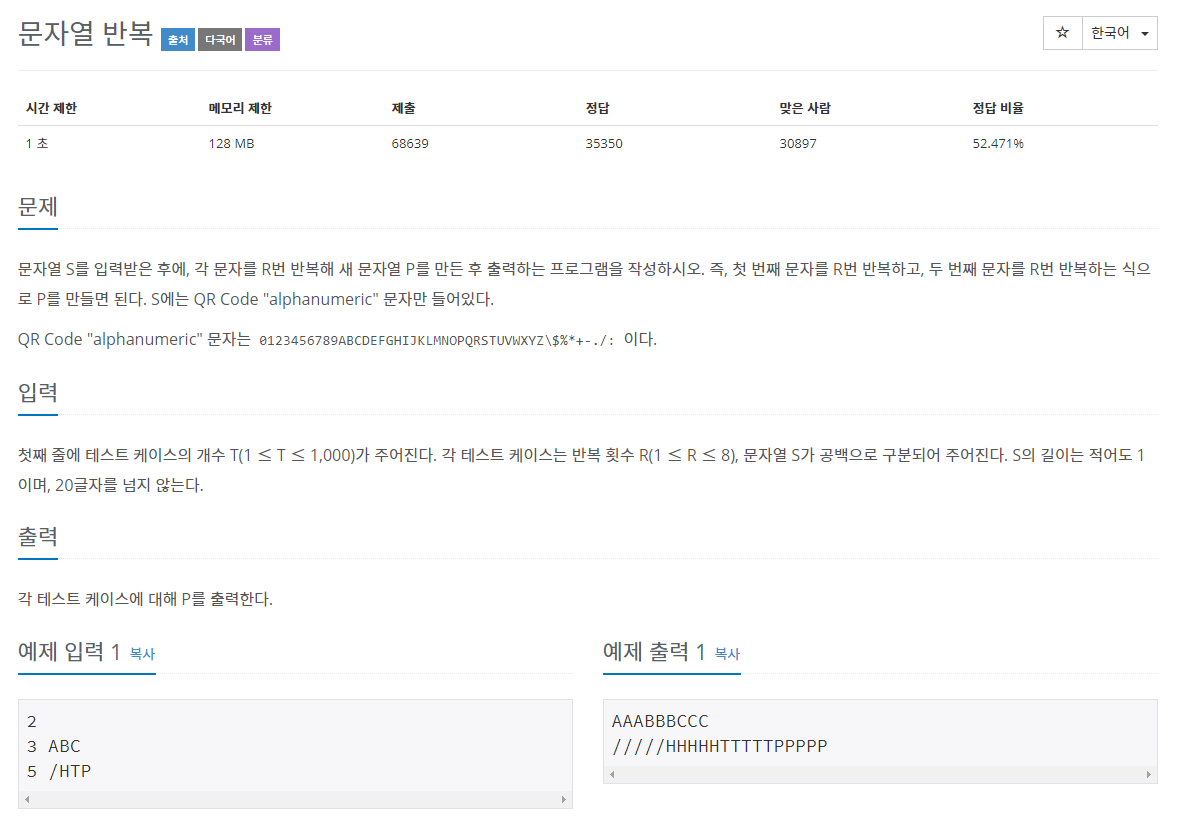 문자열 반복 출처 다국어 분류
☆ 한국어
시간 제한 메모리 제한 제출 정답 맞은 사람 정답 비율
1 초 128 MB 68639 35350 30897 52.471%
문제
문자열 S를 입력받은 후에, 각 문자를 R번 반복해 새 문자열 P를 만든 후 출력하는 프로그램을 작성하시오. 즉, 첫 번째 문자를 R번 반복하고, 두 번째 문자를 R번 반복하는 식으
로 P를 만들면 된다. S에는 QR Code "alphanumeric" 문자만 들어있다.
QR Code "alphanumeric" 문자는 0123456789ABCDEFGHIJKLMNOPQRSTUVWXYZ\$%*+-./: 이다.
입력
첫째 줄에 테스트 케이스의 개수 T(1 ≤ T ≤ 1,000)가 주어진다. 각 테스트 케이스는 반복 횟수 R(1 ≤ R ≤ 8), 문자열 S가 공백으로 구분되어 주어진다. S의 길이는 적어도 1
이며, 20글자를 넘지 않는다.
출력
각 테스트 케이스에 대해 P를 출력한다.
예제 입력 1 복사
2
3 ABC
5 /HTP
예제 출력 1 복사
AAABBBCCC
/////HHHHHTTTTTPPPPP